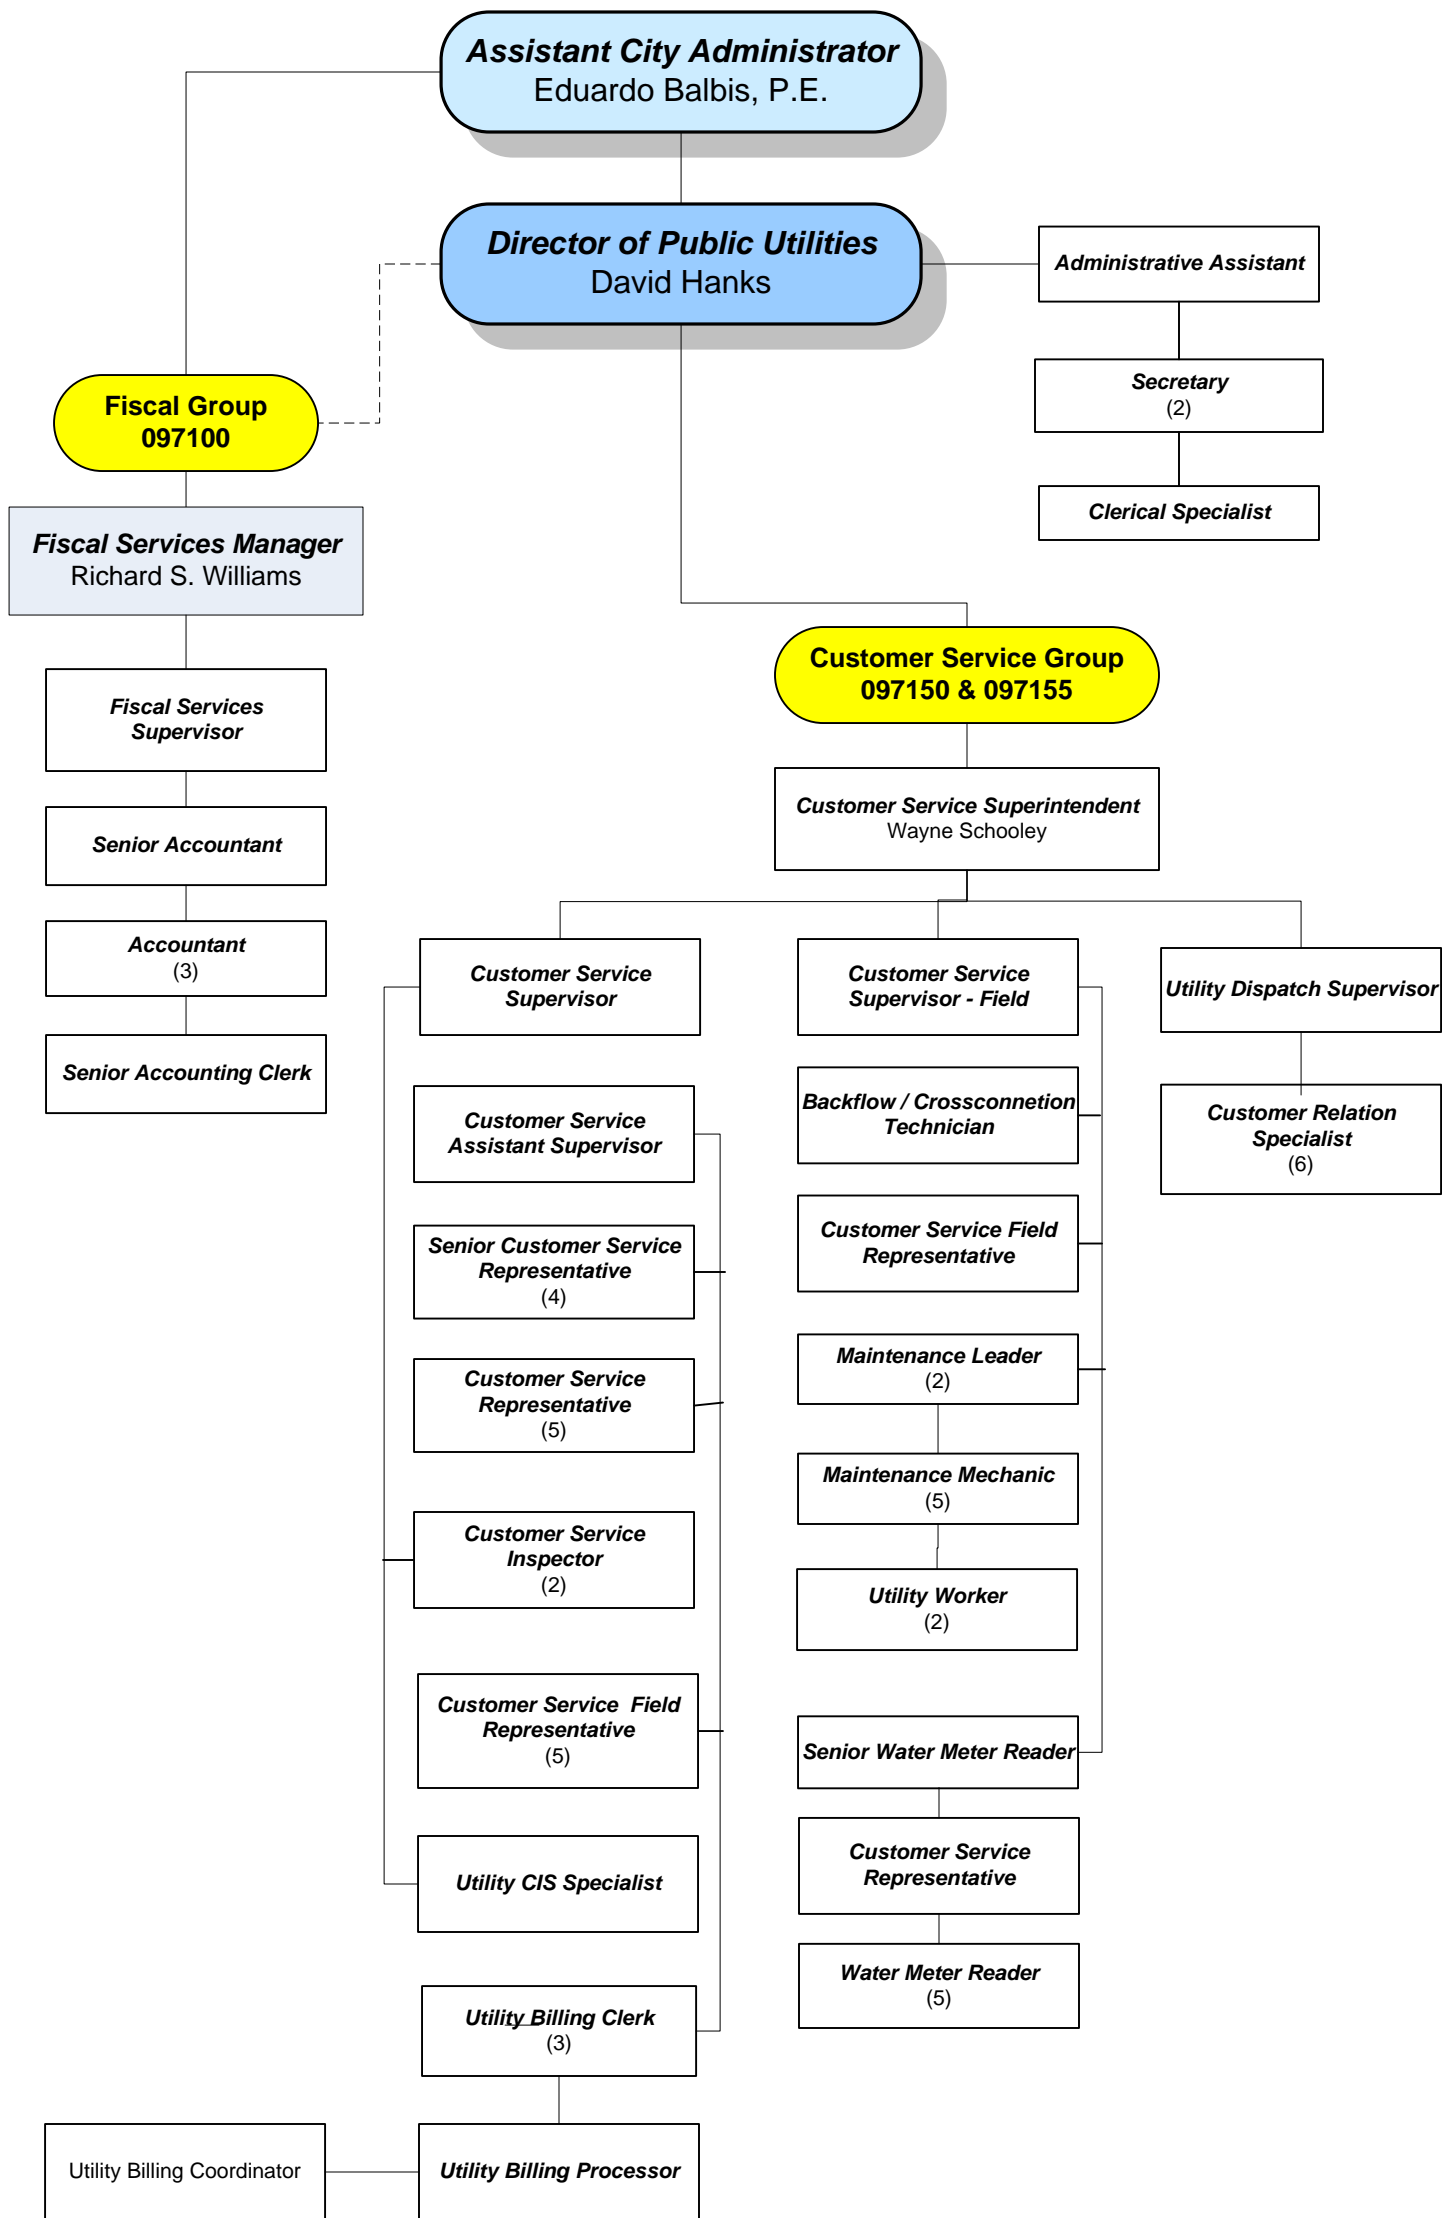 Assistant City Administrator
Eduardo Balbis, P.E.
Director of Public Utilities
David Hanks
Administrative Assistant
Secretary
(2)
Clerical Specialist
Fiscal Group
097100
Fiscal Services Manager
Richard S. Williams
Fiscal Services
Supervisor
Senior Accountant
Accountant
(3)
Senior Accounting Clerk
Customer Service Group
097150 & 097155
Customer Service Superintendent
Wayne Schooley
Customer Service
Supervisor
Customer Service
Assistant Supervisor
Senior Customer Service
Representative
(4)
Customer Service
Representative
(5)
Customer Service
Inspector
(2)
Customer Service  Field
Representative
(5)
Utility CIS Specialist
Utility Billing Clerk
(3)
Utility Billing Processor
Utility Billing Coordinator
Customer Service
Supervisor - Field
Backflow / Crossconnetion
Technician
Customer Service Field
Representative
Maintenance Leader
(2)
Maintenance Mechanic
(5)
Utility Worker
(2)
Senior Water Meter Reader
Customer Service
Representative
Water Meter Reader
(5)
Utility Dispatch Supervisor
Customer Relation
Specialist
(6)